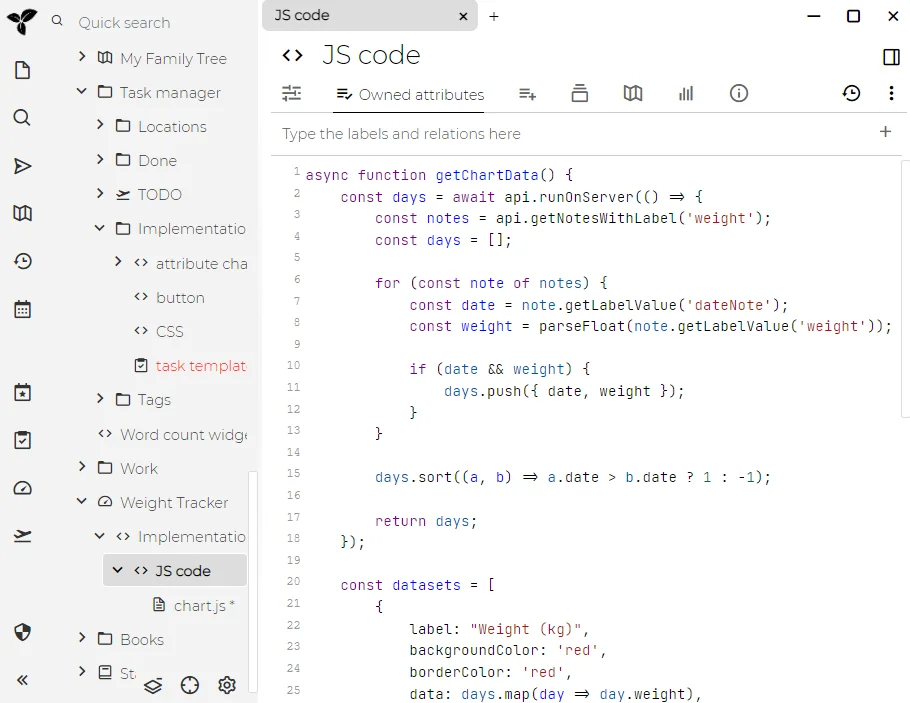 JS code
Quick search
My Family Tree
Task manager
Locations
Done
TODO
Implementatio
attribute cha
button
CSS
task templat
Tags
Word count widge
Work
Weight Tracker
Implementatio
JS code
chart.js *
Books
Sta
JS code
Owned attributes
Type the labels and relations here
1 async function getChartData() {
2 const days = await api.runOnServer(() => {
3 const notes = api.getNotesWithLabel('weight');
4 const days = [];
5
6 for (const note of notes) {
7 const date = note.getLabelValue('dateNote');
8 const weight = parseFloat(note.getLabelValue('weight'));
9
10 if (date && weight) {
11 days.push({ date, weight });
12 }
13 }
14
15 days.sort((a, b) => a.date > b.date ? 1 : -1);
16
17 return days;
18 });
19
20 const datasets = [
21 {
22 label: "Weight (kg)",
23 backgroundColor: 'red',
24 borderColor: 'red',
25 data: days.map(day => day.weight),